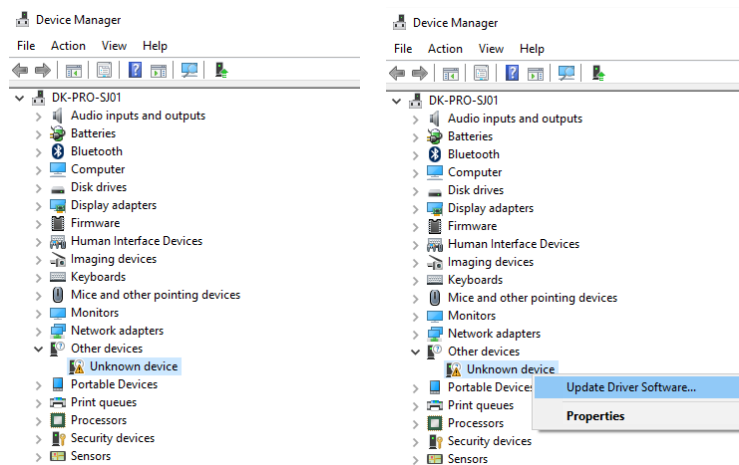 Device Manager
File Action View Help
DK-PRO-SJ01
Audio inputs and outputs
Batteries
Bluetooth
Computer
Disk drives
Display adapters
Firmware
Human Interface Devices
Imaging devices
Keyboards
Mice and other pointing devices
Monitors
Network adapters
Other devices
Unknown device
Portable Devices
Print queues
Processors
Security devices
Sensors
Device Manager
File Action View Help
DK-PRO-SJ01
Audio inputs and outputs
Batteries
Bluetooth
Computer
Disk drives
Display adapters
Firmware
Human Interface Devices
Imaging devices
Keyboards
Mice and other pointing devices
Monitors
Network adapters
Other devices
Unknown device
Portable Devices
Print queues
Processors
Security devices
Sensors
Update Driver Software...
Properties